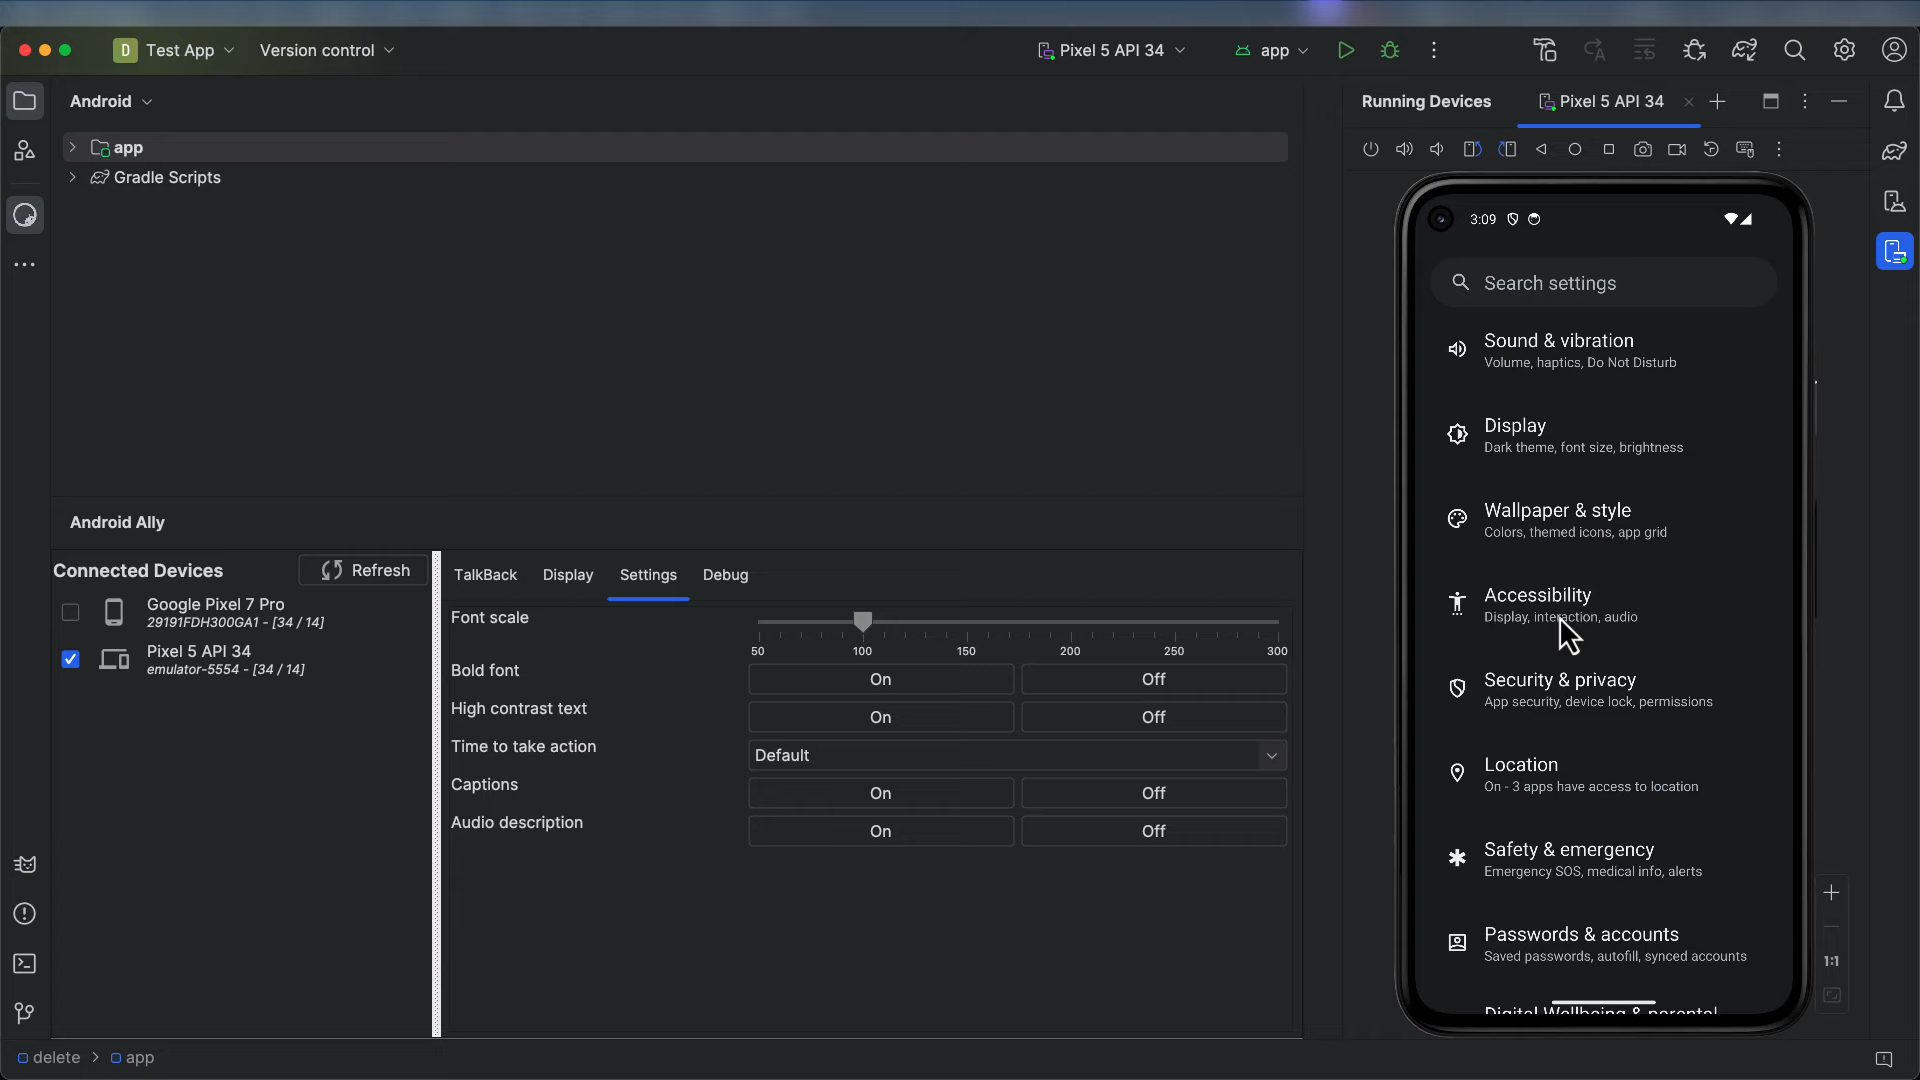 D Test App
Version control
Pixel 5 API 34
app
Android
app
Gradle Scripts
Android Ally
Connected Devices
Refresh
Google Pixel 7 Pro
29191FDH300GA1 - [34 / 14]
Pixel 5 API 34
emulator-5554 - [34 / 14]
TalkBack
Display
Settings
Debug
Font scale
50
100
150
200
250
300
Bold font
On
Off
High contrast text
On
Off
Time to take action
Default
Captions
On
Off
Audio description
On
Off
Running Devices
Pixel 5 API 34
3:09
Search settings
Sound & vibration
Volume, haptics, Do Not Disturb
Display
Dark theme, font size, brightness
Wallpaper & style
Colors, themed icons, app grid
Accessibility
Display, interaction, audio
Security & privacy
App security, device lock, permissions
Location
On - 3 apps have access to location
Safety & emergency
Emergency SOS, medical info, alerts
Passwords & accounts
Saved passwords, autofill, synced accounts
Digital Wellbeing & parental
1:1
delete
app